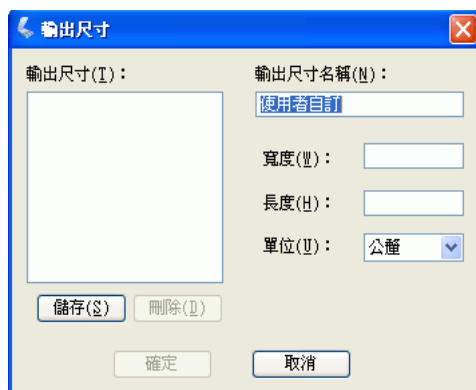 輸出尺寸
輸出尺寸(T)：
輸出尺寸名稱(N)：
使用者自訂
寬度(W)：
長度(H)：
單位(U)：
公釐
儲存(S)
刪除(D)
確定
取消